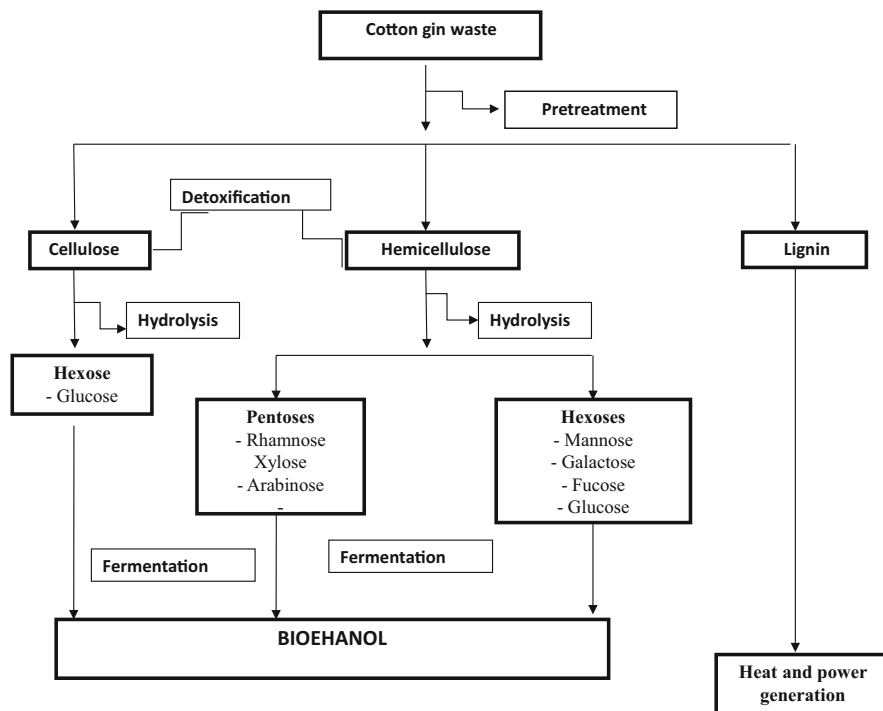 Cotton gin waste
Pretreatment
Detoxification
Cellulose
Hemicellulose
Lignin
Hydrolysis
Hydrolysis
Hexose
- Glucose
Pentoses
- Rhamnose
Xylose
- Arabinose
-
Hexoses
- Mannose
- Galactose
- Fucose
- Glucose
Fermentation
Fermentation
BIOEHANOL
Heat and power
generation